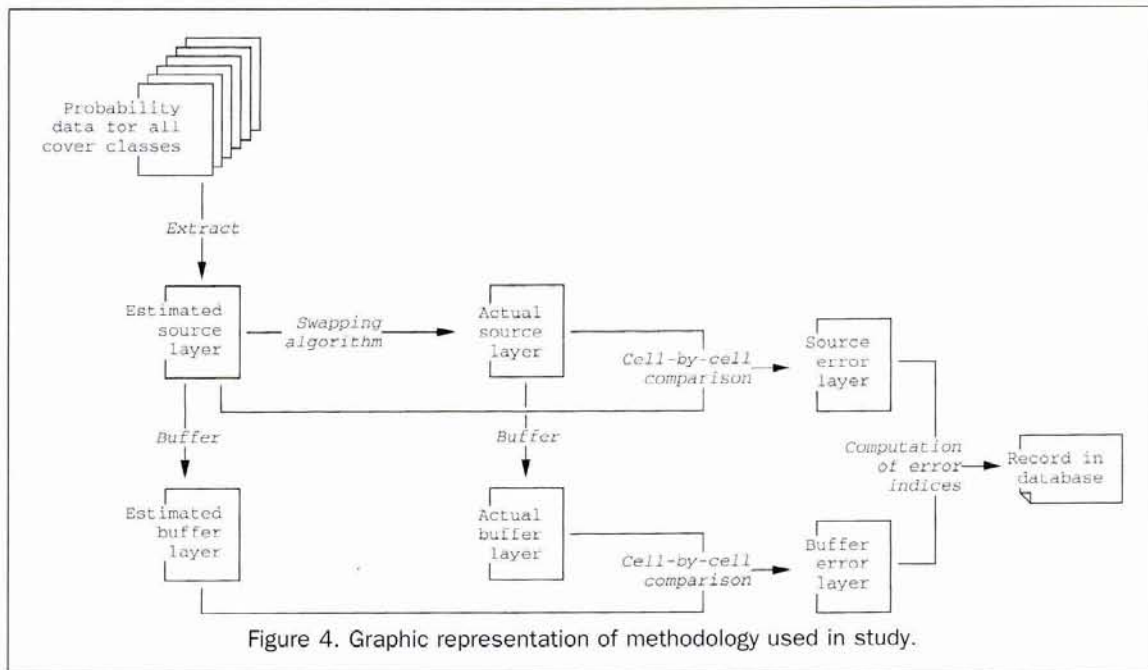 Probability
data for all
cover classes
Extract
Estimated
source
layer
Swapping
algorithm
Actual
source
layer
Cell-by-cell
comparison
Source
error
layer
Buffer
Buffer
Computation
of error
indices
Record in
database
Estimated
buffer
layer
Actual
buffer
layer
Cell-by-cell
comparison
Buffer
error
layer
Figure 4. Graphic representation of methodology used in study.